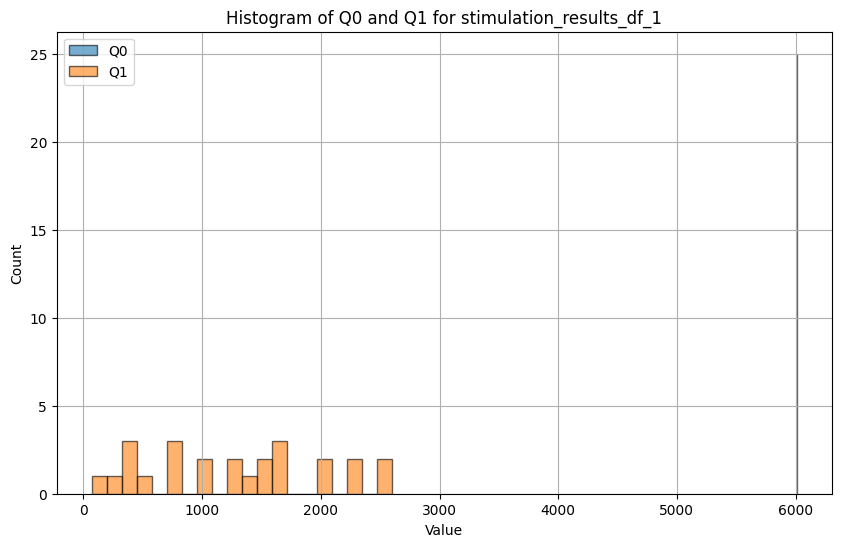 Histogram of Q0 and Q1 for stimulation_results_df_1
Q0
Q1
25
20
15
10
5
0
Count
0 1000 2000 3000 4000 5000 6000
Value